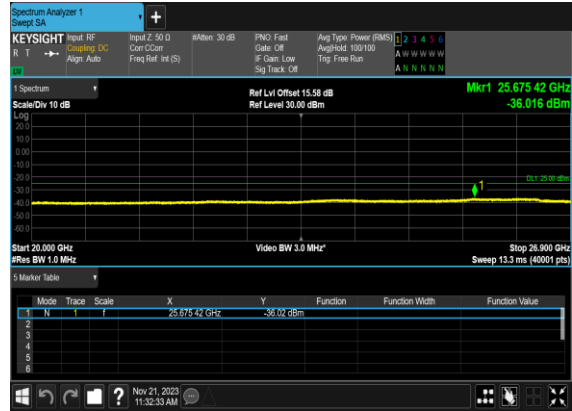 Spectrum Analyzer 1
Swept SA
+
KEYSIGHT Input: RF Input Z: 50 Ω #Atten: 30 dB PNO: Fast Avg Type: Power (RMS) 1 2 3 4 5 6
R T Coupling: DC Corr CCorr Gate: Off Avg|Hold: 100/100 A W W W W W
Align: Auto Freq Ref: Int (S) IF Gain: Low Trig: Free Run
Sig Track: Off A N N N N N
1 Spectrum Ref Lvl Offset 15.58 dB Mkr1 25.675 42 GHz
Scale/Div 10 dB Ref Level 30.00 dBm -36.016 dBm
Log
20.0
10.0
0.00
-10.0
-20.0
DL1 -25.00 dBm
-30.0
1
-40.0
-50.0
-60.0
Start 20.000 GHz Video BW 3.0 MHz* Stop 26.900 GHz
#Res BW 1.0 MHz Sweep 13.3 ms (40001 pts)
5 Marker Table
Mode Trace Scale X Y Function Function Width Function Value
1 N 1 f 25.675 42 GHz -36.02 dBm
2
3
4
5
6
? Nov 21, 2023
11:32:33 AM